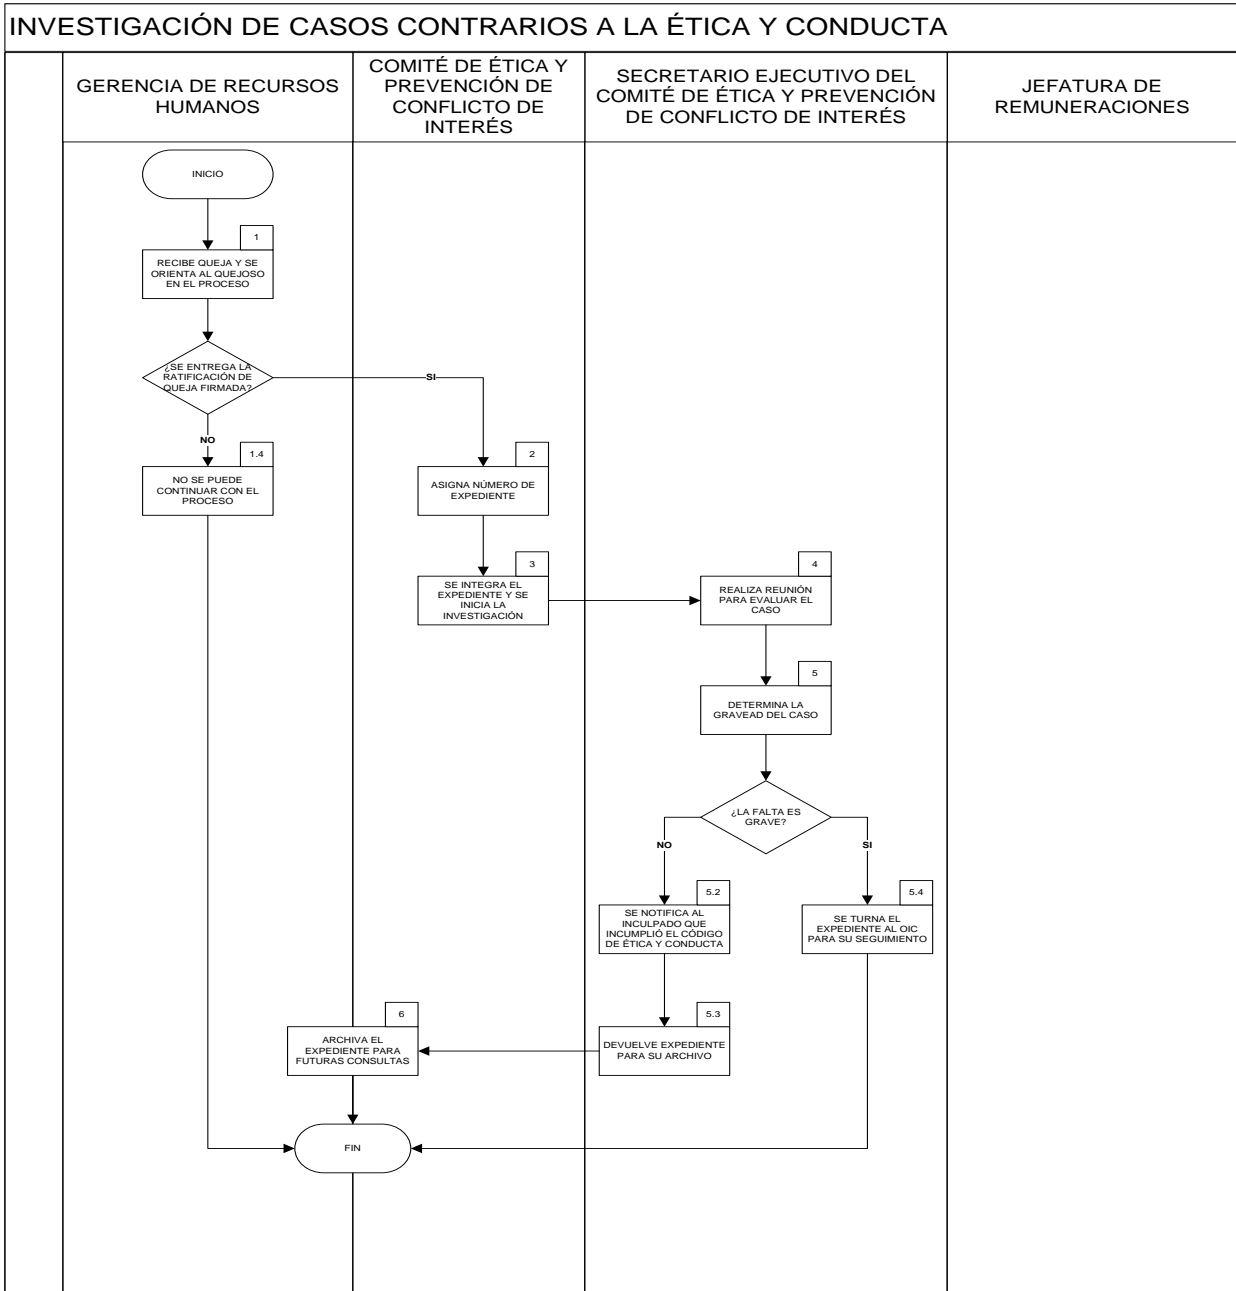 INVESTIGACIÓN DE CASOS CONTRARIOS A LA ÉTICA Y CONDUCTA
GERENCIA DE RECURSOS
HUMANOS
COMITÉ DE ÉTICA Y
PREVENCIÓN DE
CONFLICTO DE
INTERÉS
SECRETARIO EJECUTIVO DEL
COMITÉ DE ÉTICA Y PREVENCIÓN
DE CONFLICTO DE INTERÉS
JEFATURA DE
REMUNERACIONES
INICIO
1
RECIBE QUEJA Y SE
ORIENTA AL QUEJOSO
EN EL PROCESO
¿SE ENTREGA LA
RATIFICACIÓN DE
QUEJA FIRMADA?
SI
NO
1.4
NO SE PUEDE
CONTINUAR CON EL
PROCESO
2
ASIGNA NÚMERO DE
EXPEDIENTE
3
SE INTEGRA EL
EXPEDIENTE Y SE
INICIA LA
INVESTIGACIÓN
4
REALIZA REUNIÓN
PARA EVALUAR EL
CASO
5
DETERMINA LA
GRAVEAD DEL CASO
¿LA FALTA ES
GRAVE?
NO
SI
5.2
SE NOTIFICA AL
INCULPADO QUE
INCUMPLIÓ EL CÓDIGO
DE ÉTICA Y CONDUCTA
5.4
SE TURNA EL
EXPEDIENTE AL OIC
PARA SU SEGUIMIENTO
5.3
DEVUELVE EXPEDIENTE
PARA SU ARCHIVO
6
ARCHIVA EL
EXPEDIENTE PARA
FUTURAS CONSULTAS
FIN